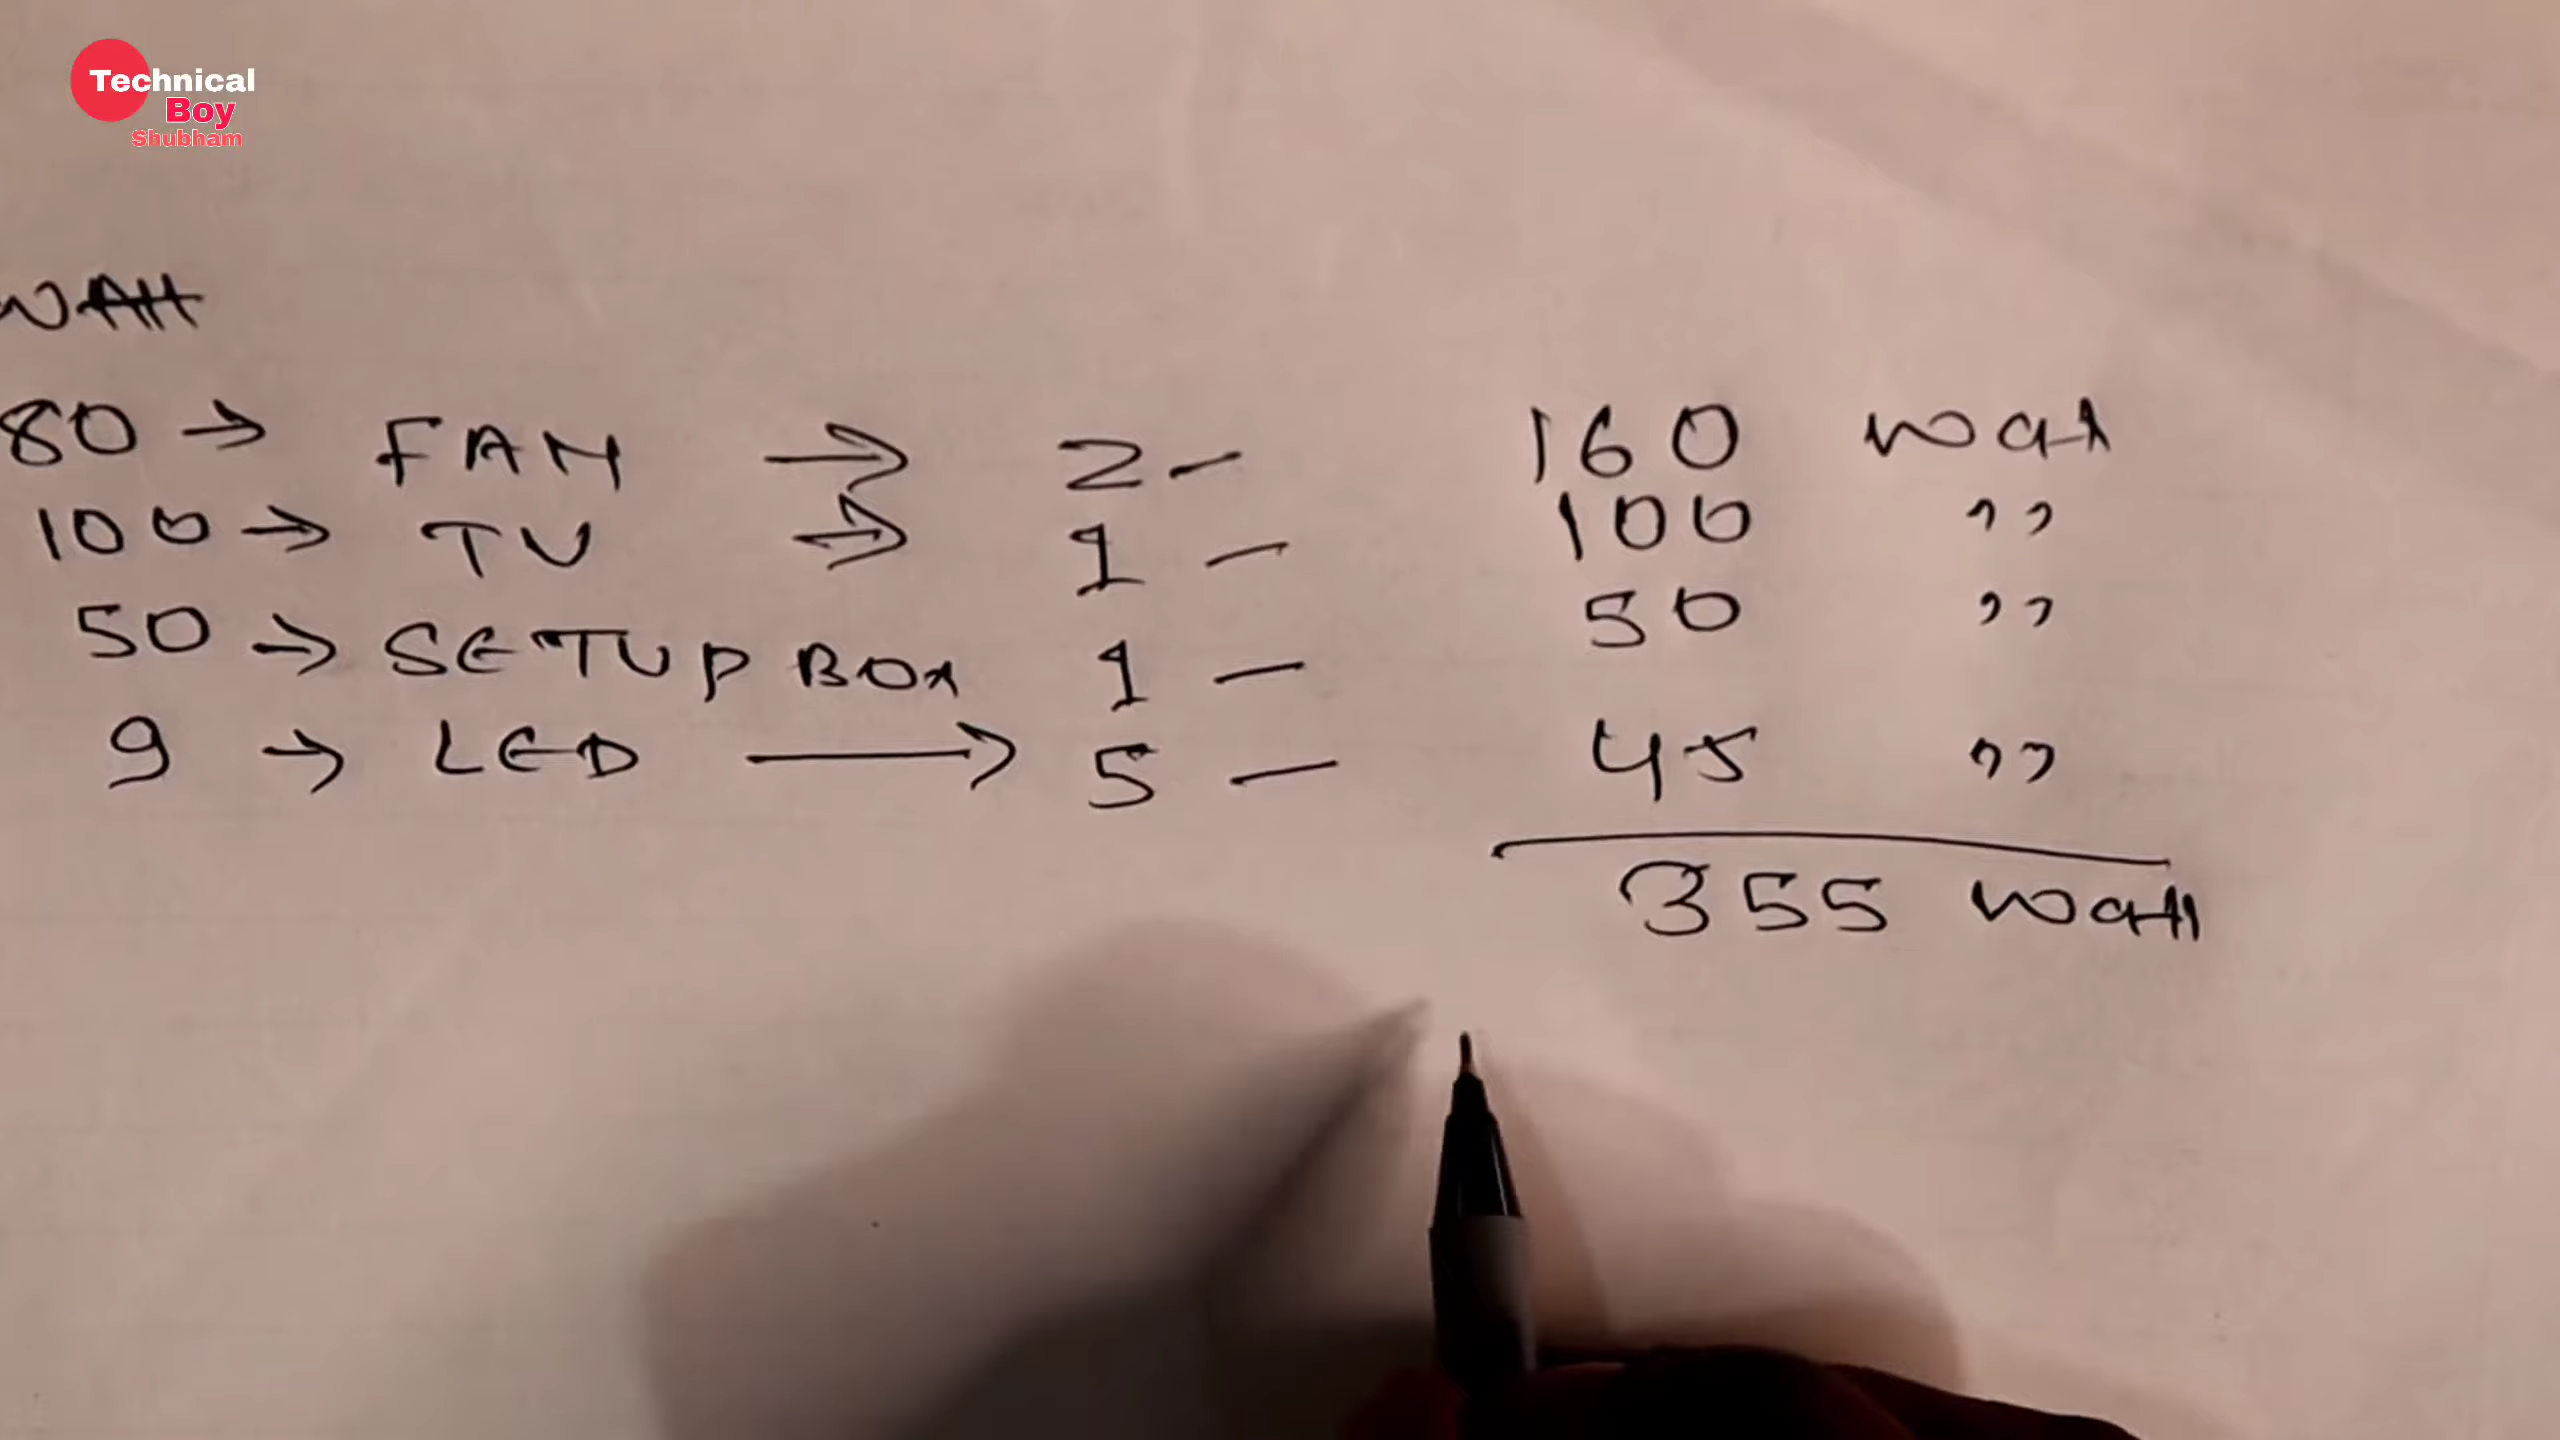 Technical
Boy
Shubham
WAtt
80 → FAN → 2 - 160 wat
100 → TV → 1 - 100 ,,
50 → SETUP BOX 1 - 50 ,,
9 → LED → 5 - 45 ,,
355 watt